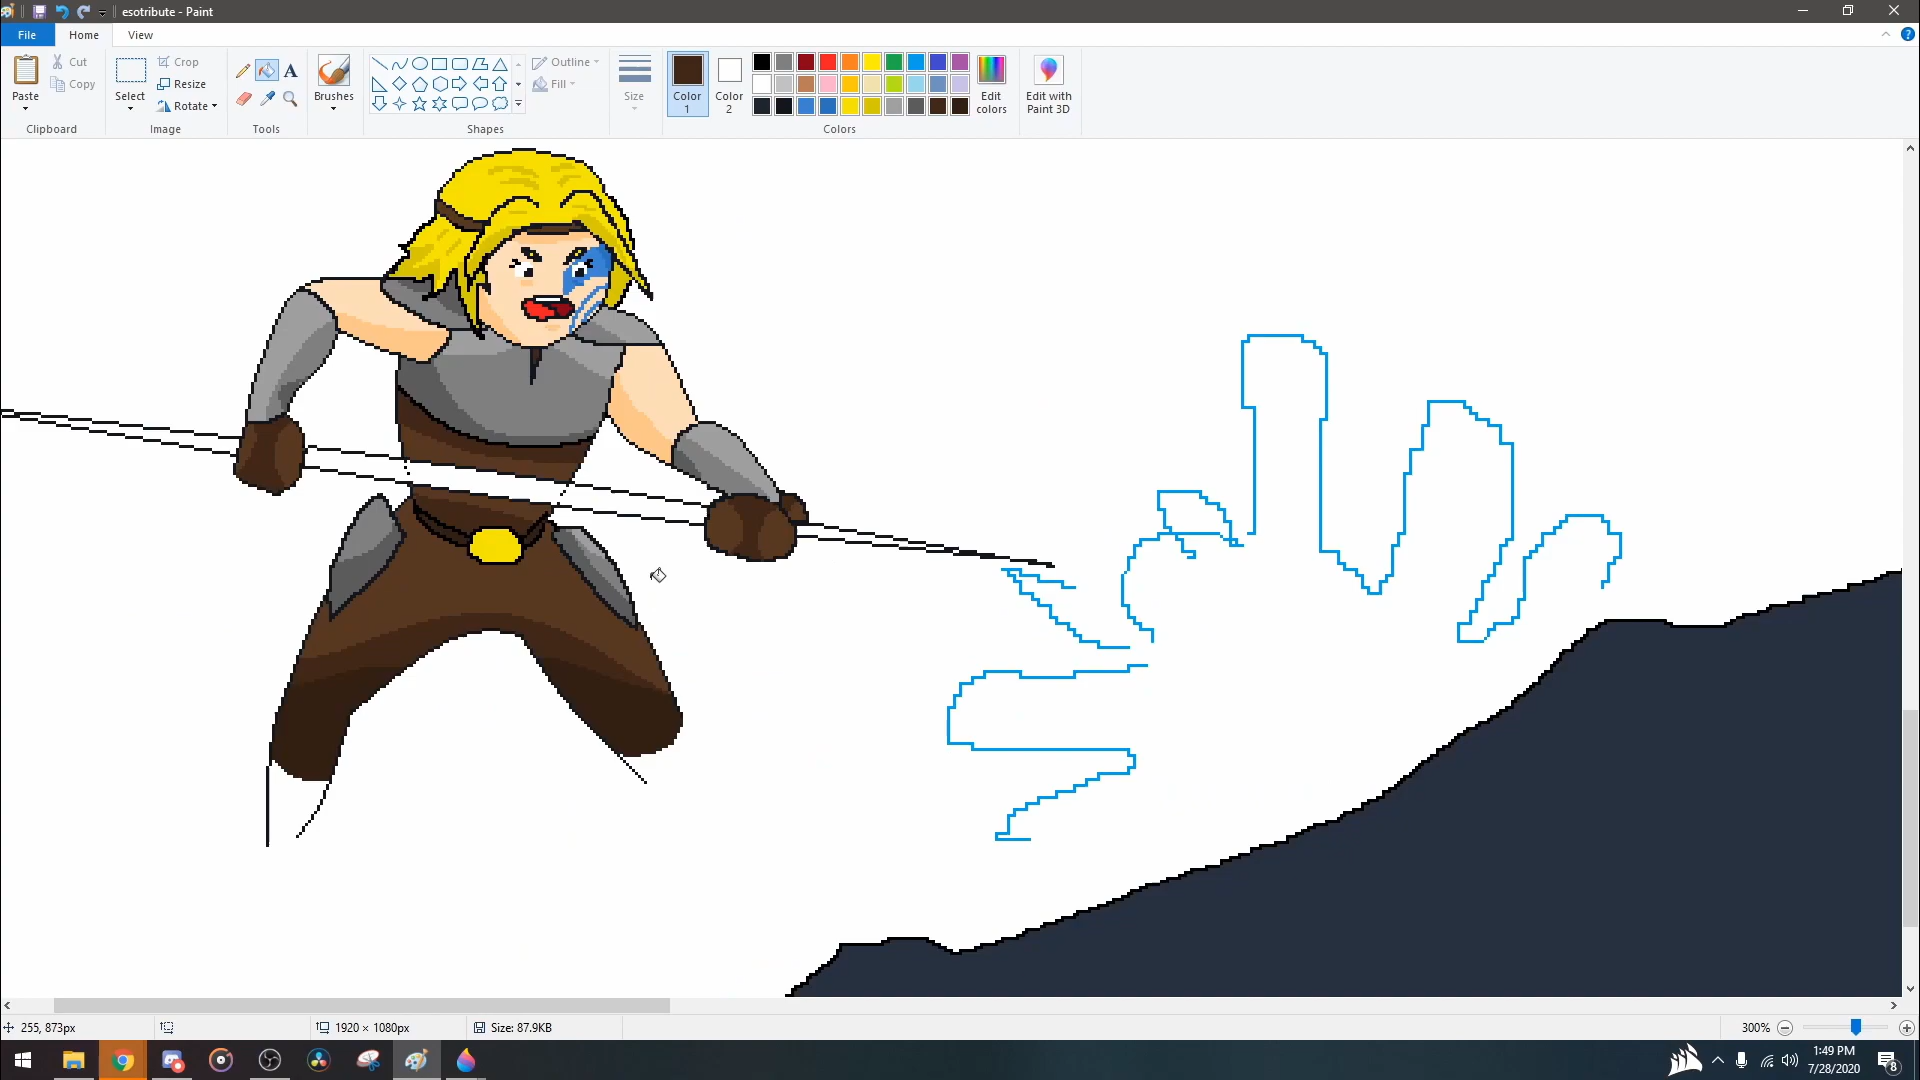 esotribute - Paint
File
Home
View
Paste
Cut
Copy
Clipboard
Select
Crop
Resize
Rotate
Image
A
Tools
Brushes
Shapes
Outline
Fill
Size
Color
1
Color
2
Colors
Edit
colors
Edit with
Paint 3D
255, 873px
1920 × 1080px
Size: 87.9KB
300%
1:49 PM
7/28/2020
8